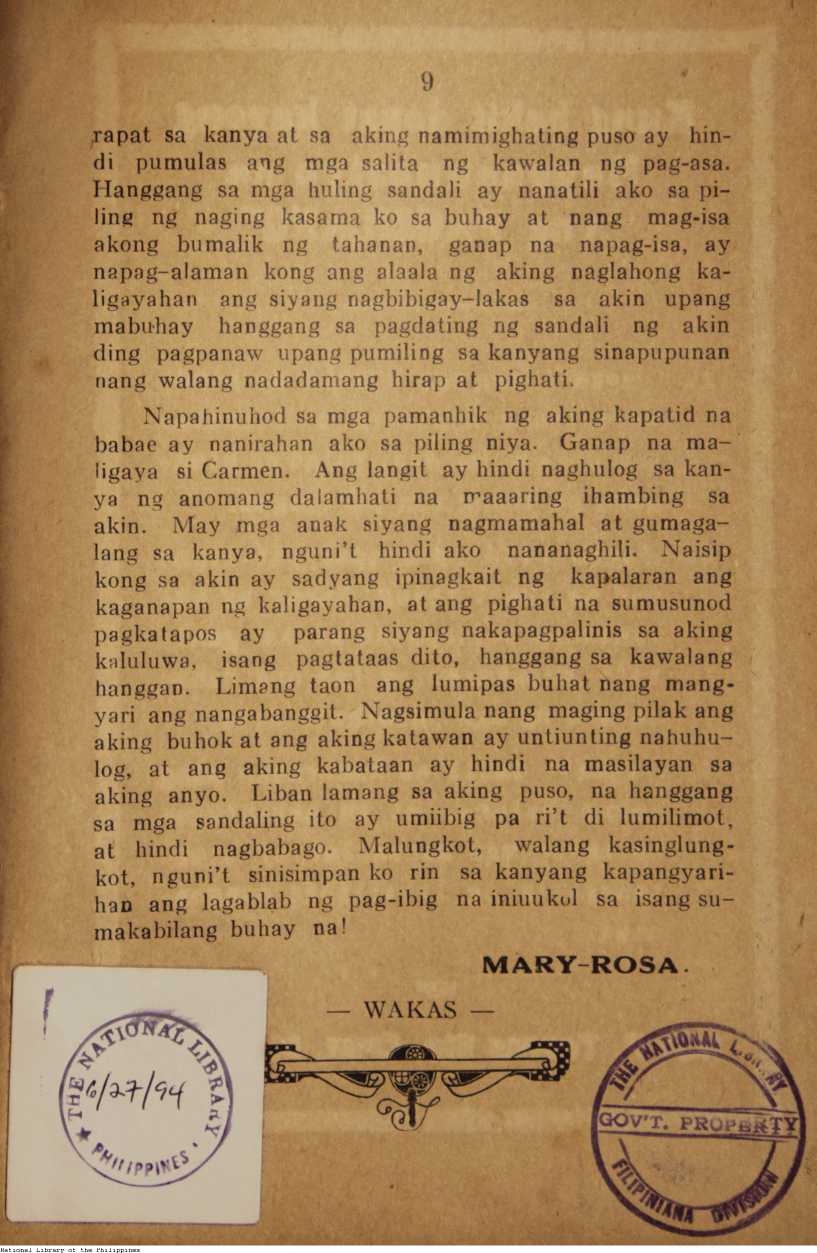 9
rapat sa kanya at sa aking namimighating puso ay hin-
di pumulas ang mga salita ng kawalan ng pag-asa.
Hanggang sa mga huling sandali ay nanatili ako sa pi-
ling ng naging kasama ko sa buhay at nang mag-isa
akong bumalik ng tahanan, ganap na napag-isa, ay
napag-alaman kong ang alaala ng aking naglahong ka-
ligayahan ang siyang nagbibigay-lakas sa akin upang
mabuhay hanggang sa pagdating ng sandali ng akin
ding pagpanaw upang pumiling sa kanyang sinapupunan
nang walang nadadamang hirap at pighati.
Napahinuhod sa mga pamanhik ng aking kapatid na
babae ay nanirahan ako sa piling niya. Ganap na ma-
ligaya si Carmen. Ang langit ay hindi naghulog sa kan-
ya ng anomang dalamhati na maaaring ihambing sa
akin. May mga anak siyang nagmamahal at gumaga-
lang sa kanya, nguni't hindi ako nananaghili. Naisip
kong sa akin ay sadyang ipinagkait ng kapalaran ang
kaganapan ng kaligayahan, at ang pighati na sumusunod
pagkatapos ay parang siyang nakapagpalinis sa aking
kaluluwa, isang pagtataas dito, hanggang sa kawalang
hanggan. Limang taon ang lumipas buhat nang mang-
yari ang nangabanggit. Nagsimula nang maging pilak ang
aking buhok at ang aking katawan ay untiunting nahuhu-
log, at ang aking kabataan ay hindi na masilayan sa
aking anyo. Liban lamang sa aking puso, na hanggang
sa mga sandaling ito ay umiibig pa ri't di lumilimot,
at hindi nagbabago. Malungkot, walang kasinglung-
kot, nguni't sinisimpan ko rin sa kanyang kapangyari-
han ang lagablab ng pag-ibig na iniuukol sa isang su-
makabilang buhay na!
MARY-ROSA.
— WAKAS —
THE NATIONAL LIBRARY
6/27/94
PHILIPPINES
THE NATIONAL LIBRARY
GOV'T. PROPERTY
FILIPINIANA DIVISION
National Library of the Philippines